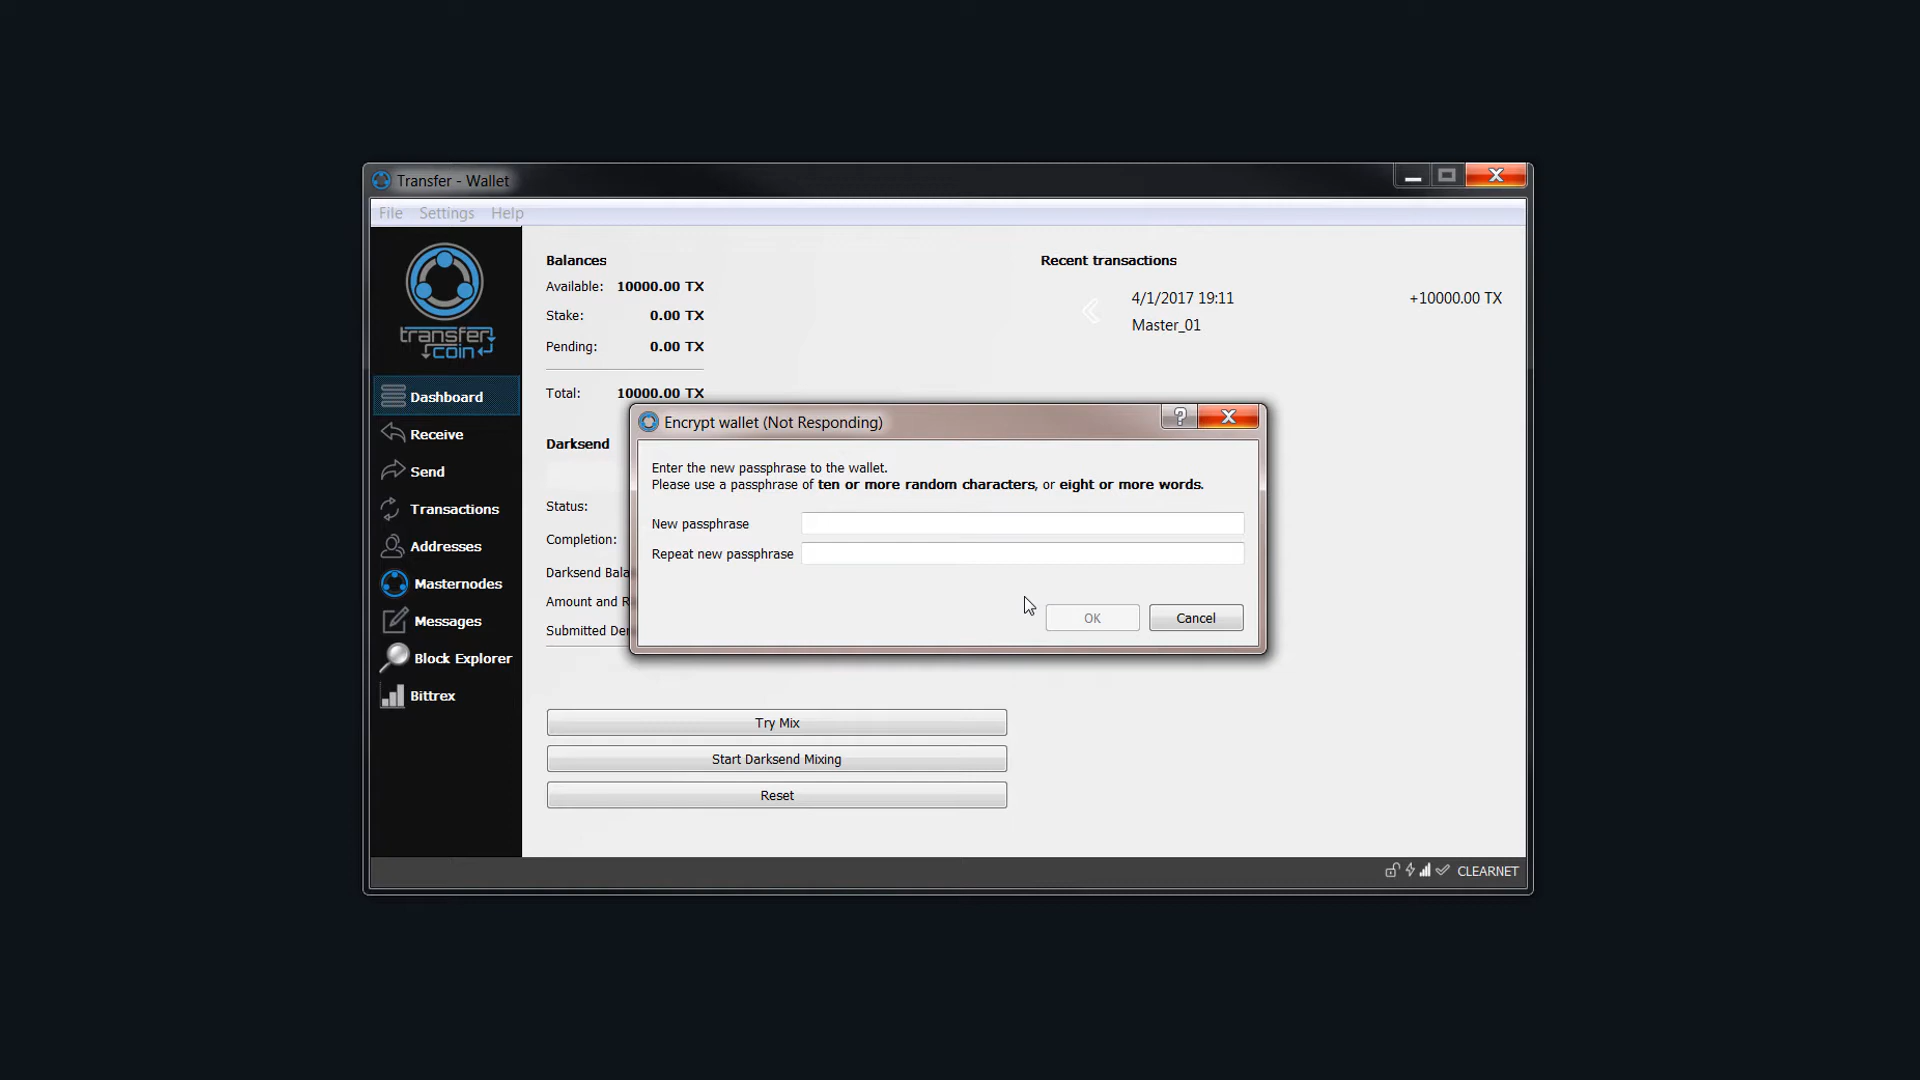 Transfer - Wallet
File Settings Help
transfer
coin
Dashboard
Receive
Send
Transactions
Addresses
Masternodes
Messages
Block Explorer
Bittrex
Balances
Available: 10000.00 TX
Stake: 0.00 TX
Pending: 0.00 TX
Total: 10000.00 TX
Darksend
Status:
Completion:
Darksend Bala
Amount and R
Submitted Den
Recent transactions
4/1/2017 19:11 +10000.00 TX
Master_01
Encrypt wallet (Not Responding)
?
Enter the new passphrase to the wallet.
Please use a passphrase of ten or more random characters, or eight or more words.
New passphrase
Repeat new passphrase
OK Cancel
Try Mix
Start Darksend Mixing
Reset
CLEARNET